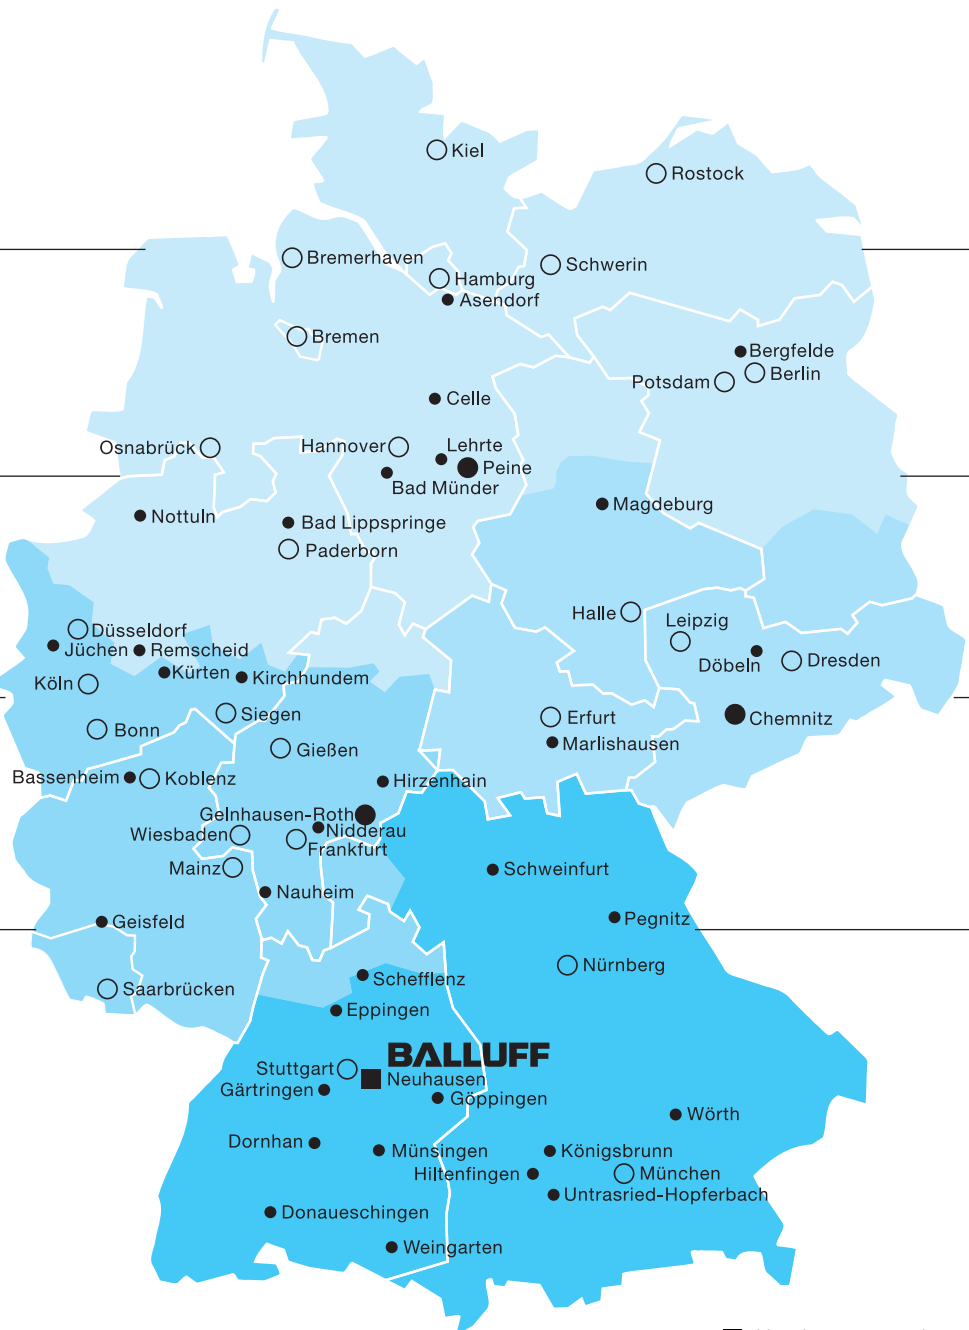 Kiel
Rostock
Bremerhaven
Schwerin
Hamburg
Asendorf
Bremen
Bergfelde
Berlin
Potsdam
Celle
Osnabrück
Hannover
Lehrte
Peine
Bad Münder
Magdeburg
Nottuln
Bad Lippspringe
Paderborn
Halle
Leipzig
Düsseldorf
Jüchen
Remscheid
Döbeln
Dresden
Kürten
Kirchhundem
Köln
Siegen
Erfurt
Chemnitz
Bonn
Marlishausen
Gießen
Bassenheim
Koblenz
Hirzenhain
Gelnhausen-Roth
Nidderau
Wiesbaden
Frankfurt
Mainz
Schweinfurt
Nauheim
Geisfeld
Pegnitz
Nürnberg
Schefflenz
Saarbrücken
Eppingen
BALLUFF
Stuttgart
Neuhausen
Gärtringen
Göppingen
Wörth
Dornhan
Münsingen
Königsbrunn
Hiltenfingen
München
Untrasried-Hopferbach
Donaueschingen
Weingarten